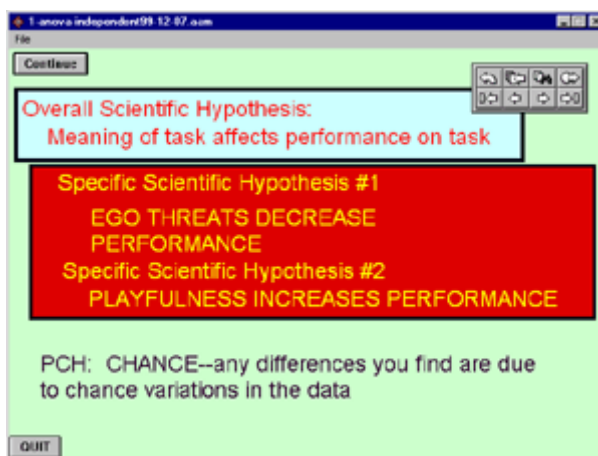 1-anova independent99-12-07.aam
File
Continue
Overall Scientific Hypothesis:
Meaning of task affects performance on task
Specific Scientific Hypothesis #1
EGO THREATS DECREASE
PERFORMANCE
Specific Scientific Hypothesis #2
PLAYFULNESS INCREASES PERFORMANCE
PCH: CHANCE--any differences you find are due
to chance variations in the data
QUIT